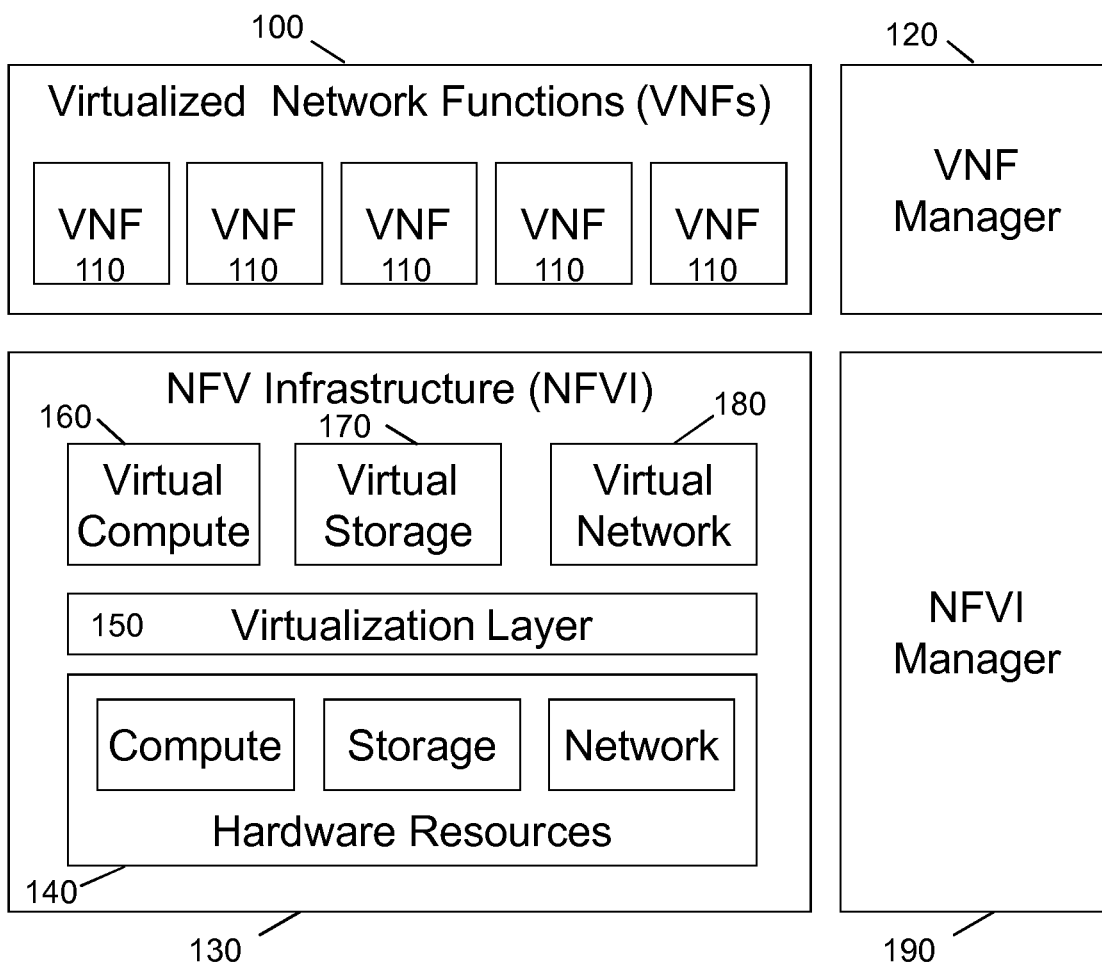 100
120
Virtualized Network Functions (VNFs)
VNF
110
VNF
110
VNF
110
VNF
110
VNF
110
VNF
Manager
NFV Infrastructure (NFVI)
160
170
180
Virtual
Compute
Virtual
Storage
Virtual
Network
150
Virtualization Layer
Compute
Storage
Network
Hardware Resources
140
130
NFVI
Manager
190